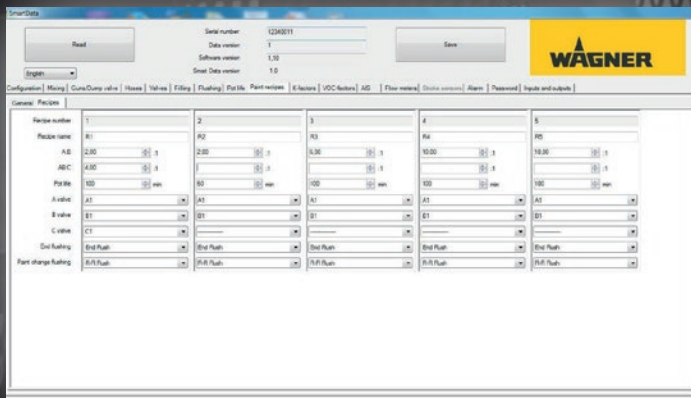 SmartData
Read
Serial number 12340011
Data version 1
Software version 1,10
Smart Data version 1.0
Save
WAGNER
English
Configuration Mixing Guns/Dump valve Hoses Valves Filling Flushing Pot life Paint recipes K-factors VOC-factors AIS Flow meters Stroke sensors Alarm Password Inputs and outputs
General Recipes
Recipe number 1 2 3 4 5
Recipe name R1 R2 R3 R4 R5
A:B 2,00 :1 2,00 :1 :1 10,00 :1 :1
AB:C 4,00 :1 :1 :1 :1 :1
Pot life 100 min min 100 min 100 min 100 min
A valve A1 A1 A1 A1 A1
B valve B1 B1 B1 B1 B1
C valve C1
End flushing End Flush End Flush End Flush End Flush End Flush
Paint change flushing R-R Flush R-R Flush R-R Flush R-R Flush R-R Flush